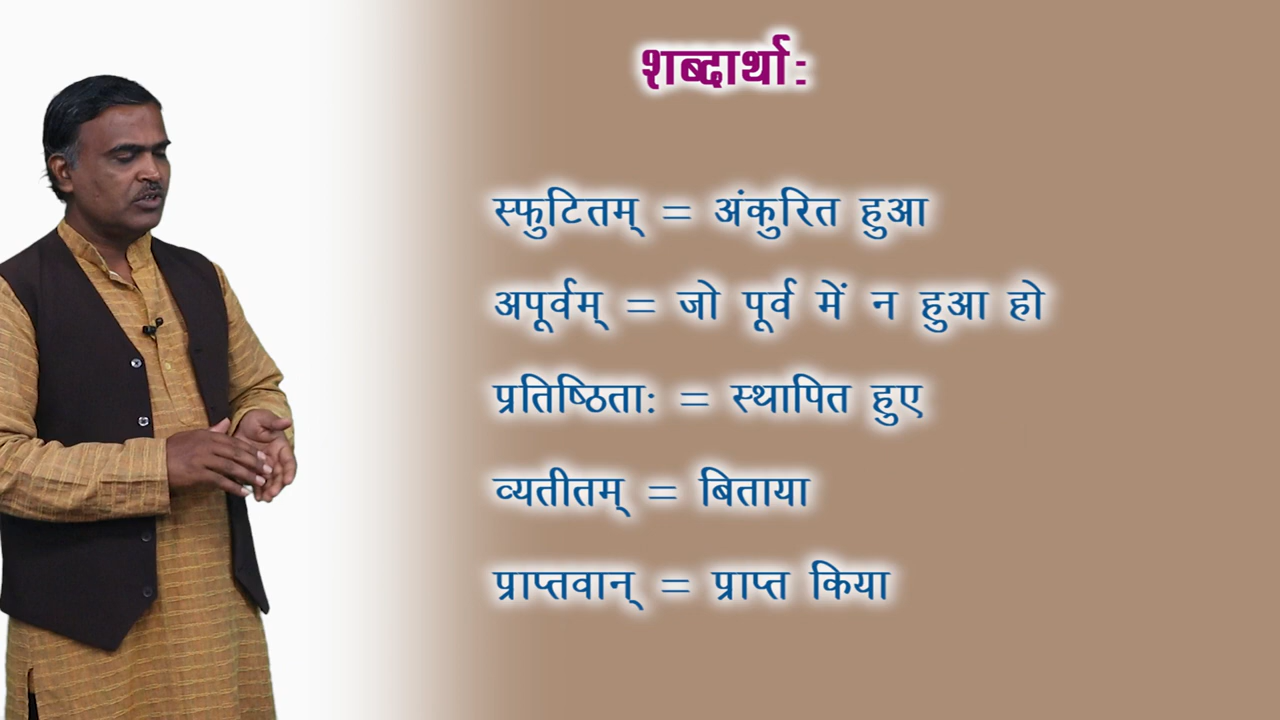 शब्दार्थाः
स्फुटितम् = अंकुरित हुआ
अपूर्वम् = जो पूर्व में न हुआ हो
प्रतिष्ठिताः = स्थापित हुए
व्यतीतम् = बिताया
प्राप्तवान् = प्राप्त किया